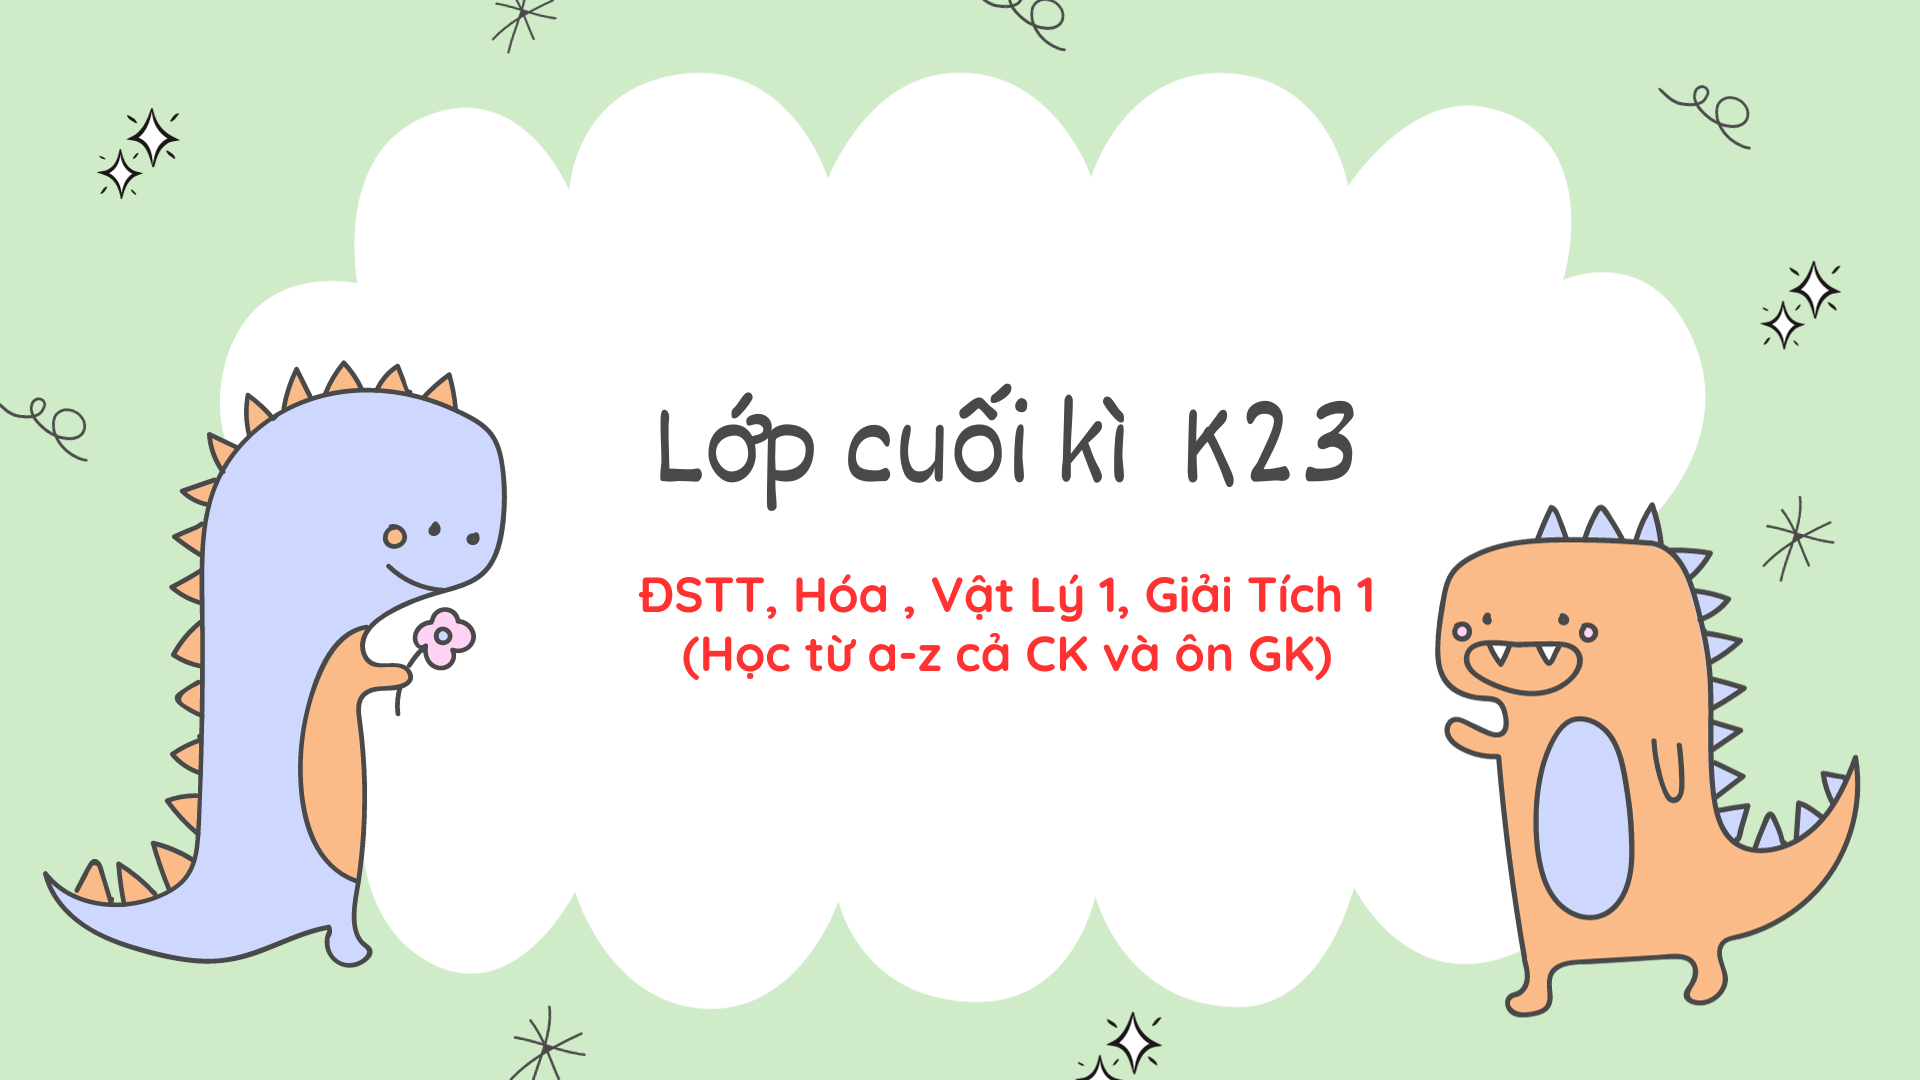 Lớp cuối kì K23
ĐSTT, Hóa , Vật Lý 1, Giải Tích 1
(Học từ a-z cả CK và ôn GK)